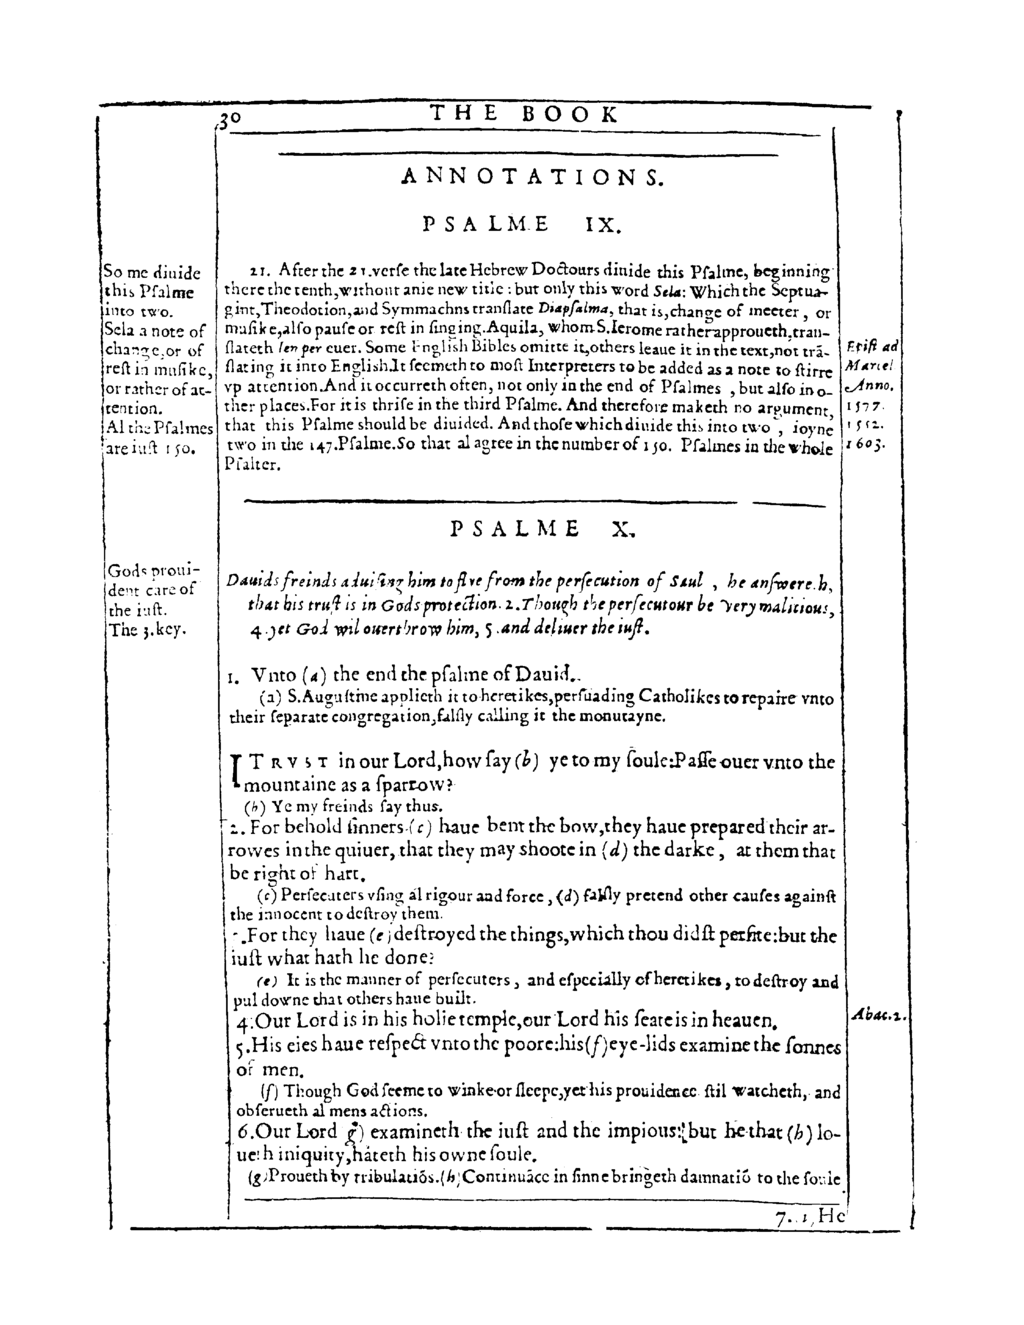 30
THE BOOK
ANNOTATIONS.
PSALME IX.
So me diuide
this Pſalme
into two.
Sela a note of
change, or of
reſt in muſike,
or rather of at-
tention.
Al the Pſalmes
are iuſt 150.
21. After the 21.verſe the late Hebrew Doctours diuide this Pſalme, beginning
there the tenth,without anie new title : but only this word Sela: Which the Septua-
gint,Theodotion,and Symmachns tranſlate Diapſalma, that is,change of meeter , or
muſike,alſo pauſe or reſt in ſinging.Aquila, whom S.Ierome rather approueth,tran-
ſlateth ſemper euer. Some Engliſh Bibles omitte it,others leaue it in the text,not trā-
ſlating it into Engliſh.It ſeemeth to moſt Interpreters to be added as a note to ſtirre
vp attention.And it occurreth often, not only in the end of Pſalmes , but alſo in o-
ther places.For it is thriſe in the third Pſalme. And therefore maketh no argument,
that this Pſalme should be diuided. And thoſe which diuide this into two , ioyne
two in the 147.Pſalme.So that al agree in the number of 150. Pſalmes in the whole
Pſalter.
Epiſt ad
Marcel
Anno.
1577.
1552.
1603.
PSALME X.
Gods proui-
dent care of
the iuſt.
The 3.key.
Dauids freinds aduiſing him to flye from the perſecution of Saul , he anſwereth,
that his truſt is in Gods protection. 2.Though the perſecutour be very malicious,
4.yet God wil ouerthrow him, 5.and deliuer the iuſt.
1. Vnto (a) the end the pſalme of Dauid.
(a) S.Auguſtine applieth it to heretikes,perſuading Catholikes to repaire vnto
their ſeparate congregation,falſly calling it the monutayne.
I TRVST in our Lord,how ſay (b) ye to my ſoule:Paſſe ouer vnto the
mountaine as a ſparrow?
(b) Ye my freinds ſay thus.
2. For behold ſinners (c) haue bent the bow,they haue prepared their ar-
rowes in the quiuer, that they may shoote in (d) the darke , at them that
be right of hart.
(c) Perſecuters vſing al rigour and force , (d) falſly pretend other cauſes againſt
the innocent to deſtroy them.
.For they haue (e) deſtroyed the things,which thou didſt perfite:but the
iuſt what hath he done?
(e) It is the manner of perſecuters , and eſpecially of heretikes , to deſtroy and
pul downe that others haue built.
4.Our Lord is in his holie temple,our Lord his ſeate is in heauen.
Abac.2.
5.His eies haue reſpect vnto the poore:his(f)eye-lids examine the ſonnes
of men.
(f) Though God ſeeme to winke or ſleepe,yet his prouidence ſtil watcheth, and
obſerueth al mens actions.
6.Our Lord g) examineth the iuſt and the impious: but he that (h) lo-
ueth iniquity,hateth his owne ſoule.
(g)Proueth by tribulatiōs.(h)Continuāce in ſinne bringeth damnatiō to the ſoule
7. He